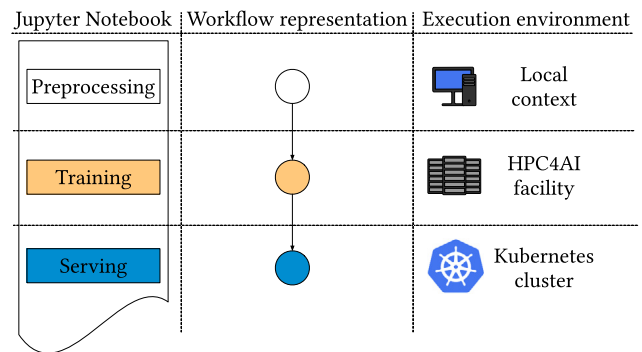 Jupyter Notebook
Workflow representation
Execution environment
Preprocessing
Local
context
Training
HPC4AI
facility
Serving
Kubernetes
cluster